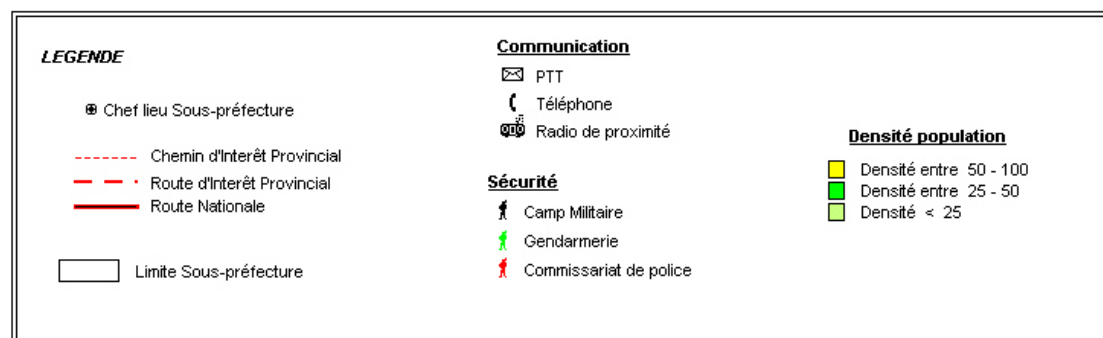 LEGENDE
Chef lieu Sous-préfecture
Chemin d'Interêt Provincial
Route d'Interêt Provincial
Route Nationale
Limite Sous-préfecture
Communication
PTT
Téléphone
Radio de proximité
Sécurité
Camp Militaire
Gendarmerie
Commissariat de police
Densité population
Densité entre 50 - 100
Densité entre 25 - 50
Densité < 25